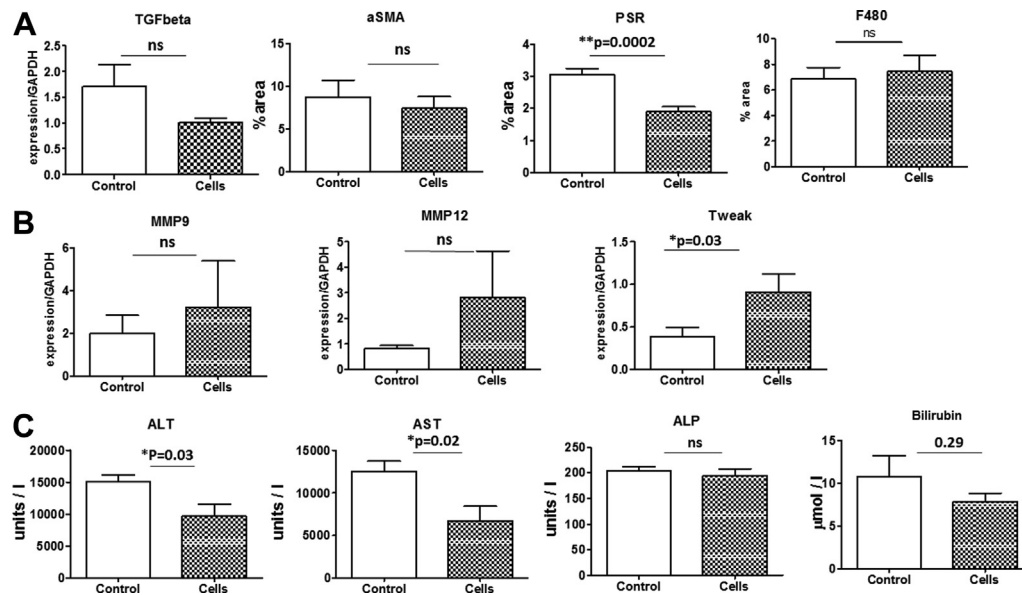 A
TGFbeta
ns
expression/GAPDH
2.5
2.0
1.5
1.0
0.5
0.0
Control Cells
aSMA
ns
% area
15
10
5
0
Control Cells
PSR
**p=0.0002
% area
4
3
2
1
0
Control Cells
F480
ns
% area
10
8
6
4
2
0
Control Cells
B
MMP9
ns
expression/GAPDH
6
4
2
0
Control Cells
MMP12
ns
expression/GAPDH
5
4
3
2
1
0
Control Cells
Tweak
*p=0.03
expression/GAPDH
1.5
1.0
0.5
0.0
Control Cells
C
ALT
*P=0.03
units / l
20000
15000
10000
5000
0
Control Cells
AST
*p=0.02
units / l
15000
10000
5000
0
Control Cells
ALP
ns
units / l
250
200
150
100
50
0
Control Cells
Bilirubin
0.29
µmol / l
15
10
5
0
Control Cells